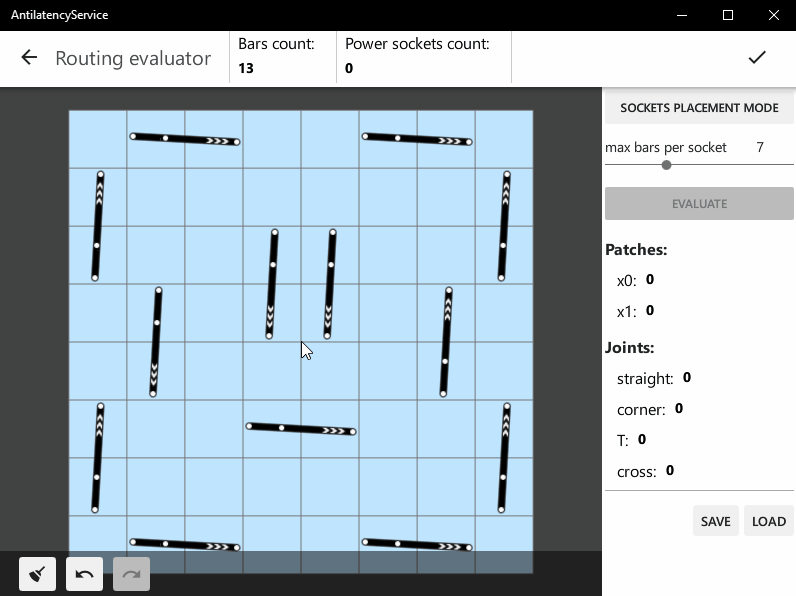 AntilatencyService
Routing evaluator
Bars count:
13
Power sockets count:
0
SOCKETS PLACEMENT MODE
max bars per socket 7
EVALUATE
Patches:
x0: 0
x1: 0
Joints:
straight: 0
corner: 0
T: 0
cross: 0
SAVE LOAD